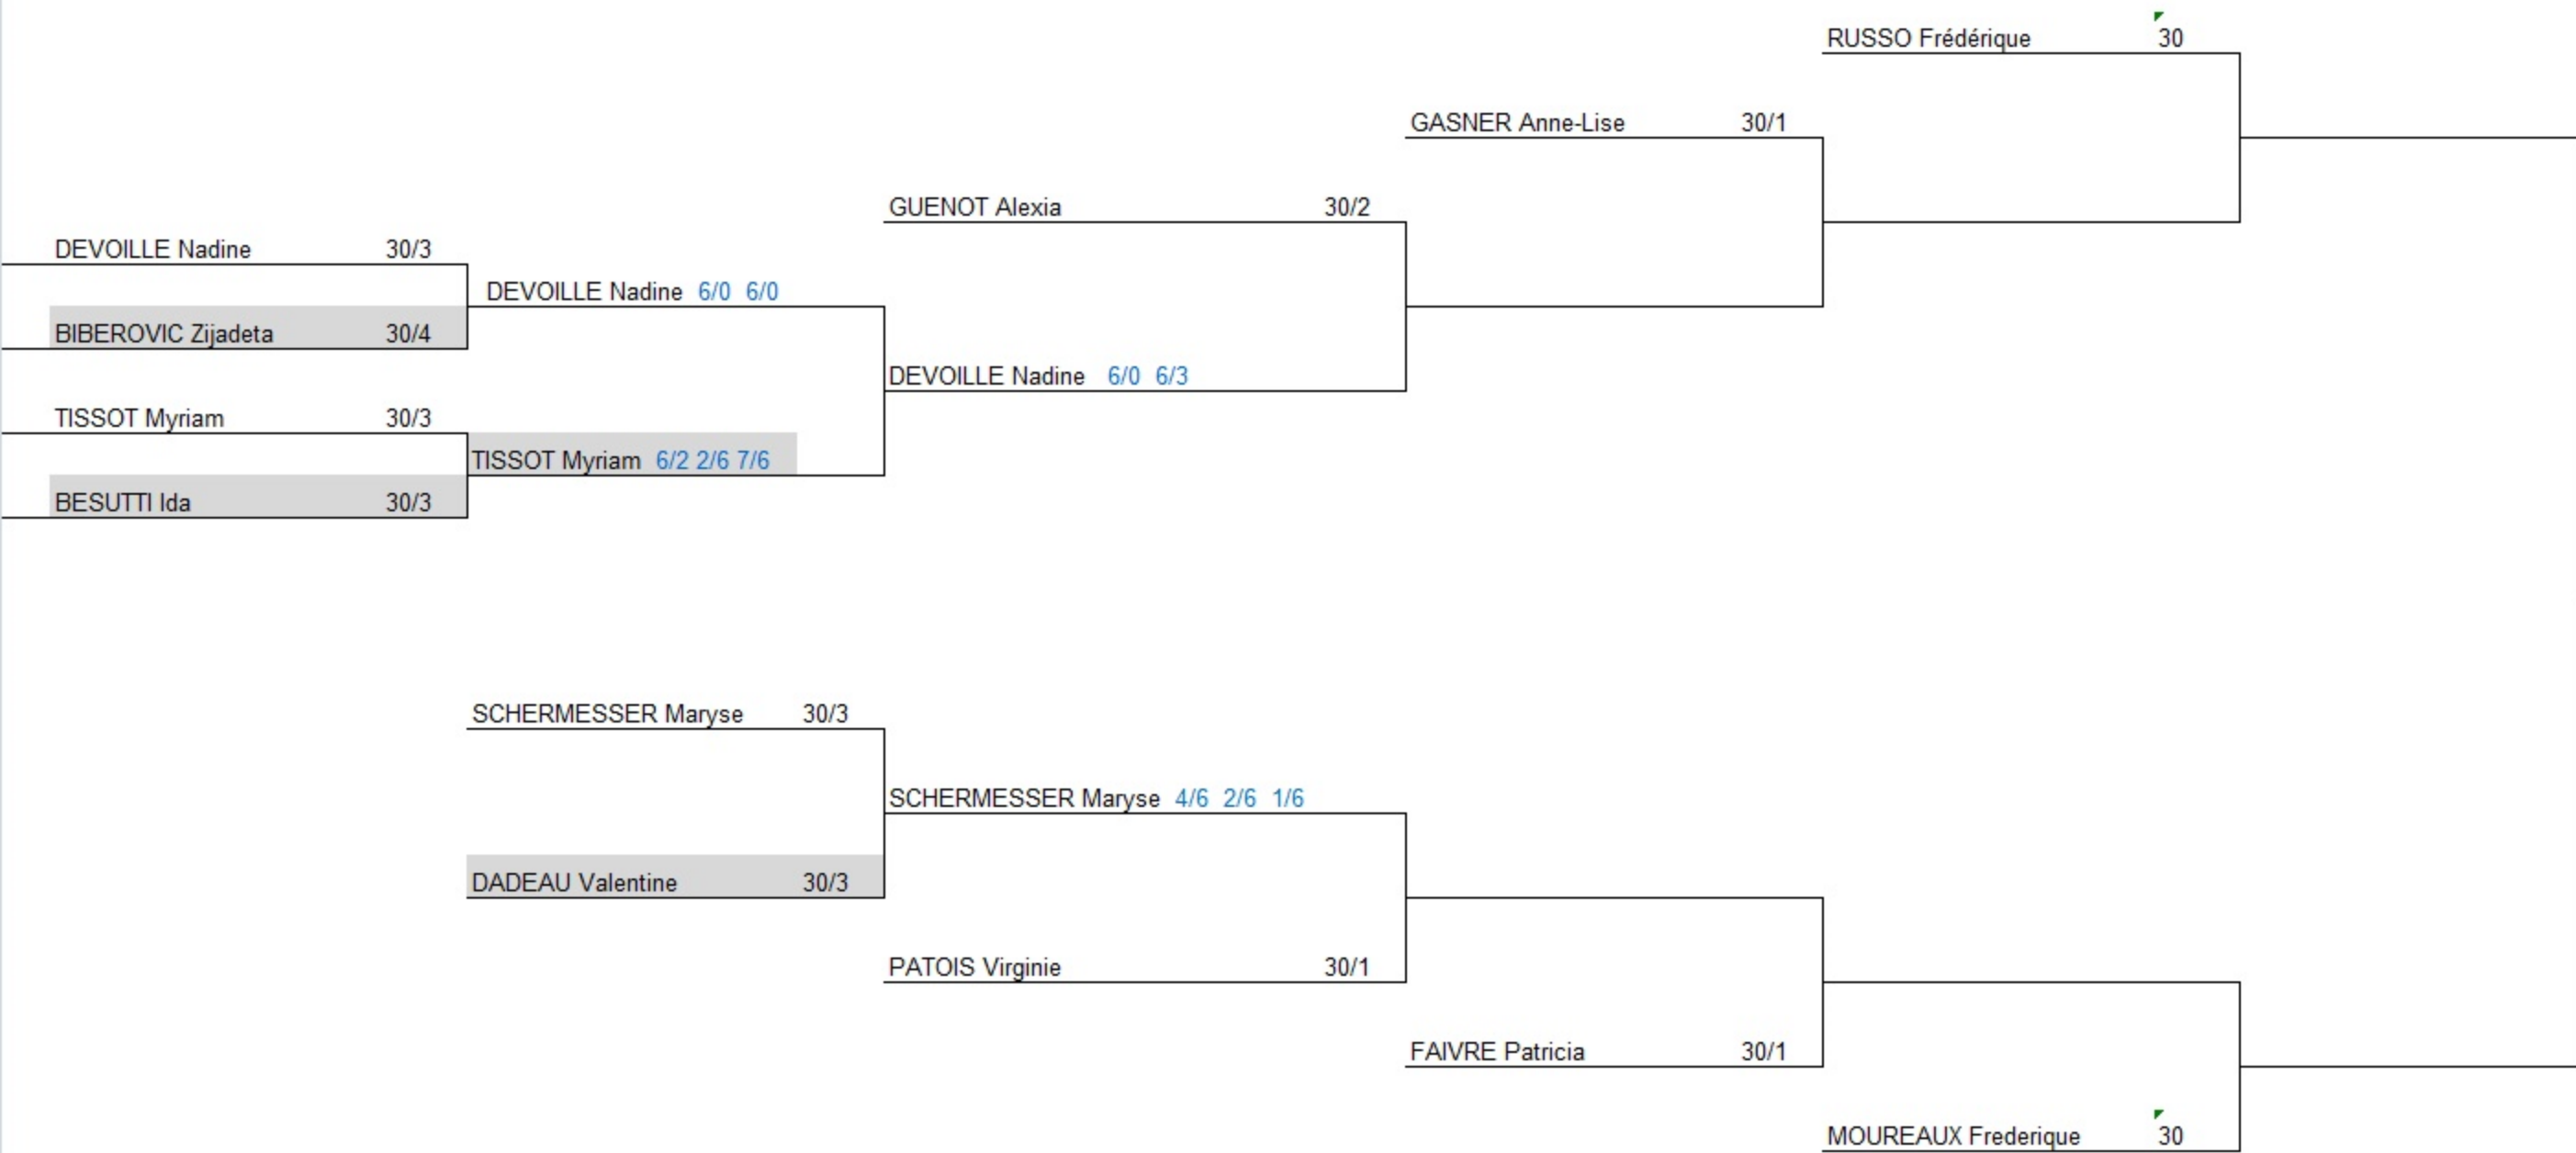 RUSSO Frédérique 30
GASNER Anne-Lise 30/1
GUENOT Alexia 30/2
DEVOILLE Nadine 30/3
DEVOILLE Nadine 6/0 6/0
BIBEROVIC Zijadeta 30/4
DEVOILLE Nadine 6/0 6/3
TISSOT Myriam 30/3
TISSOT Myriam 6/2 2/6 7/6
BESUTTI Ida 30/3
SCHERMESSER Maryse 30/3
SCHERMESSER Maryse 4/6 2/6 1/6
DADEAU Valentine 30/3
PATOIS Virginie 30/1
FAIVRE Patricia 30/1
MOUREAUX Frederique 30